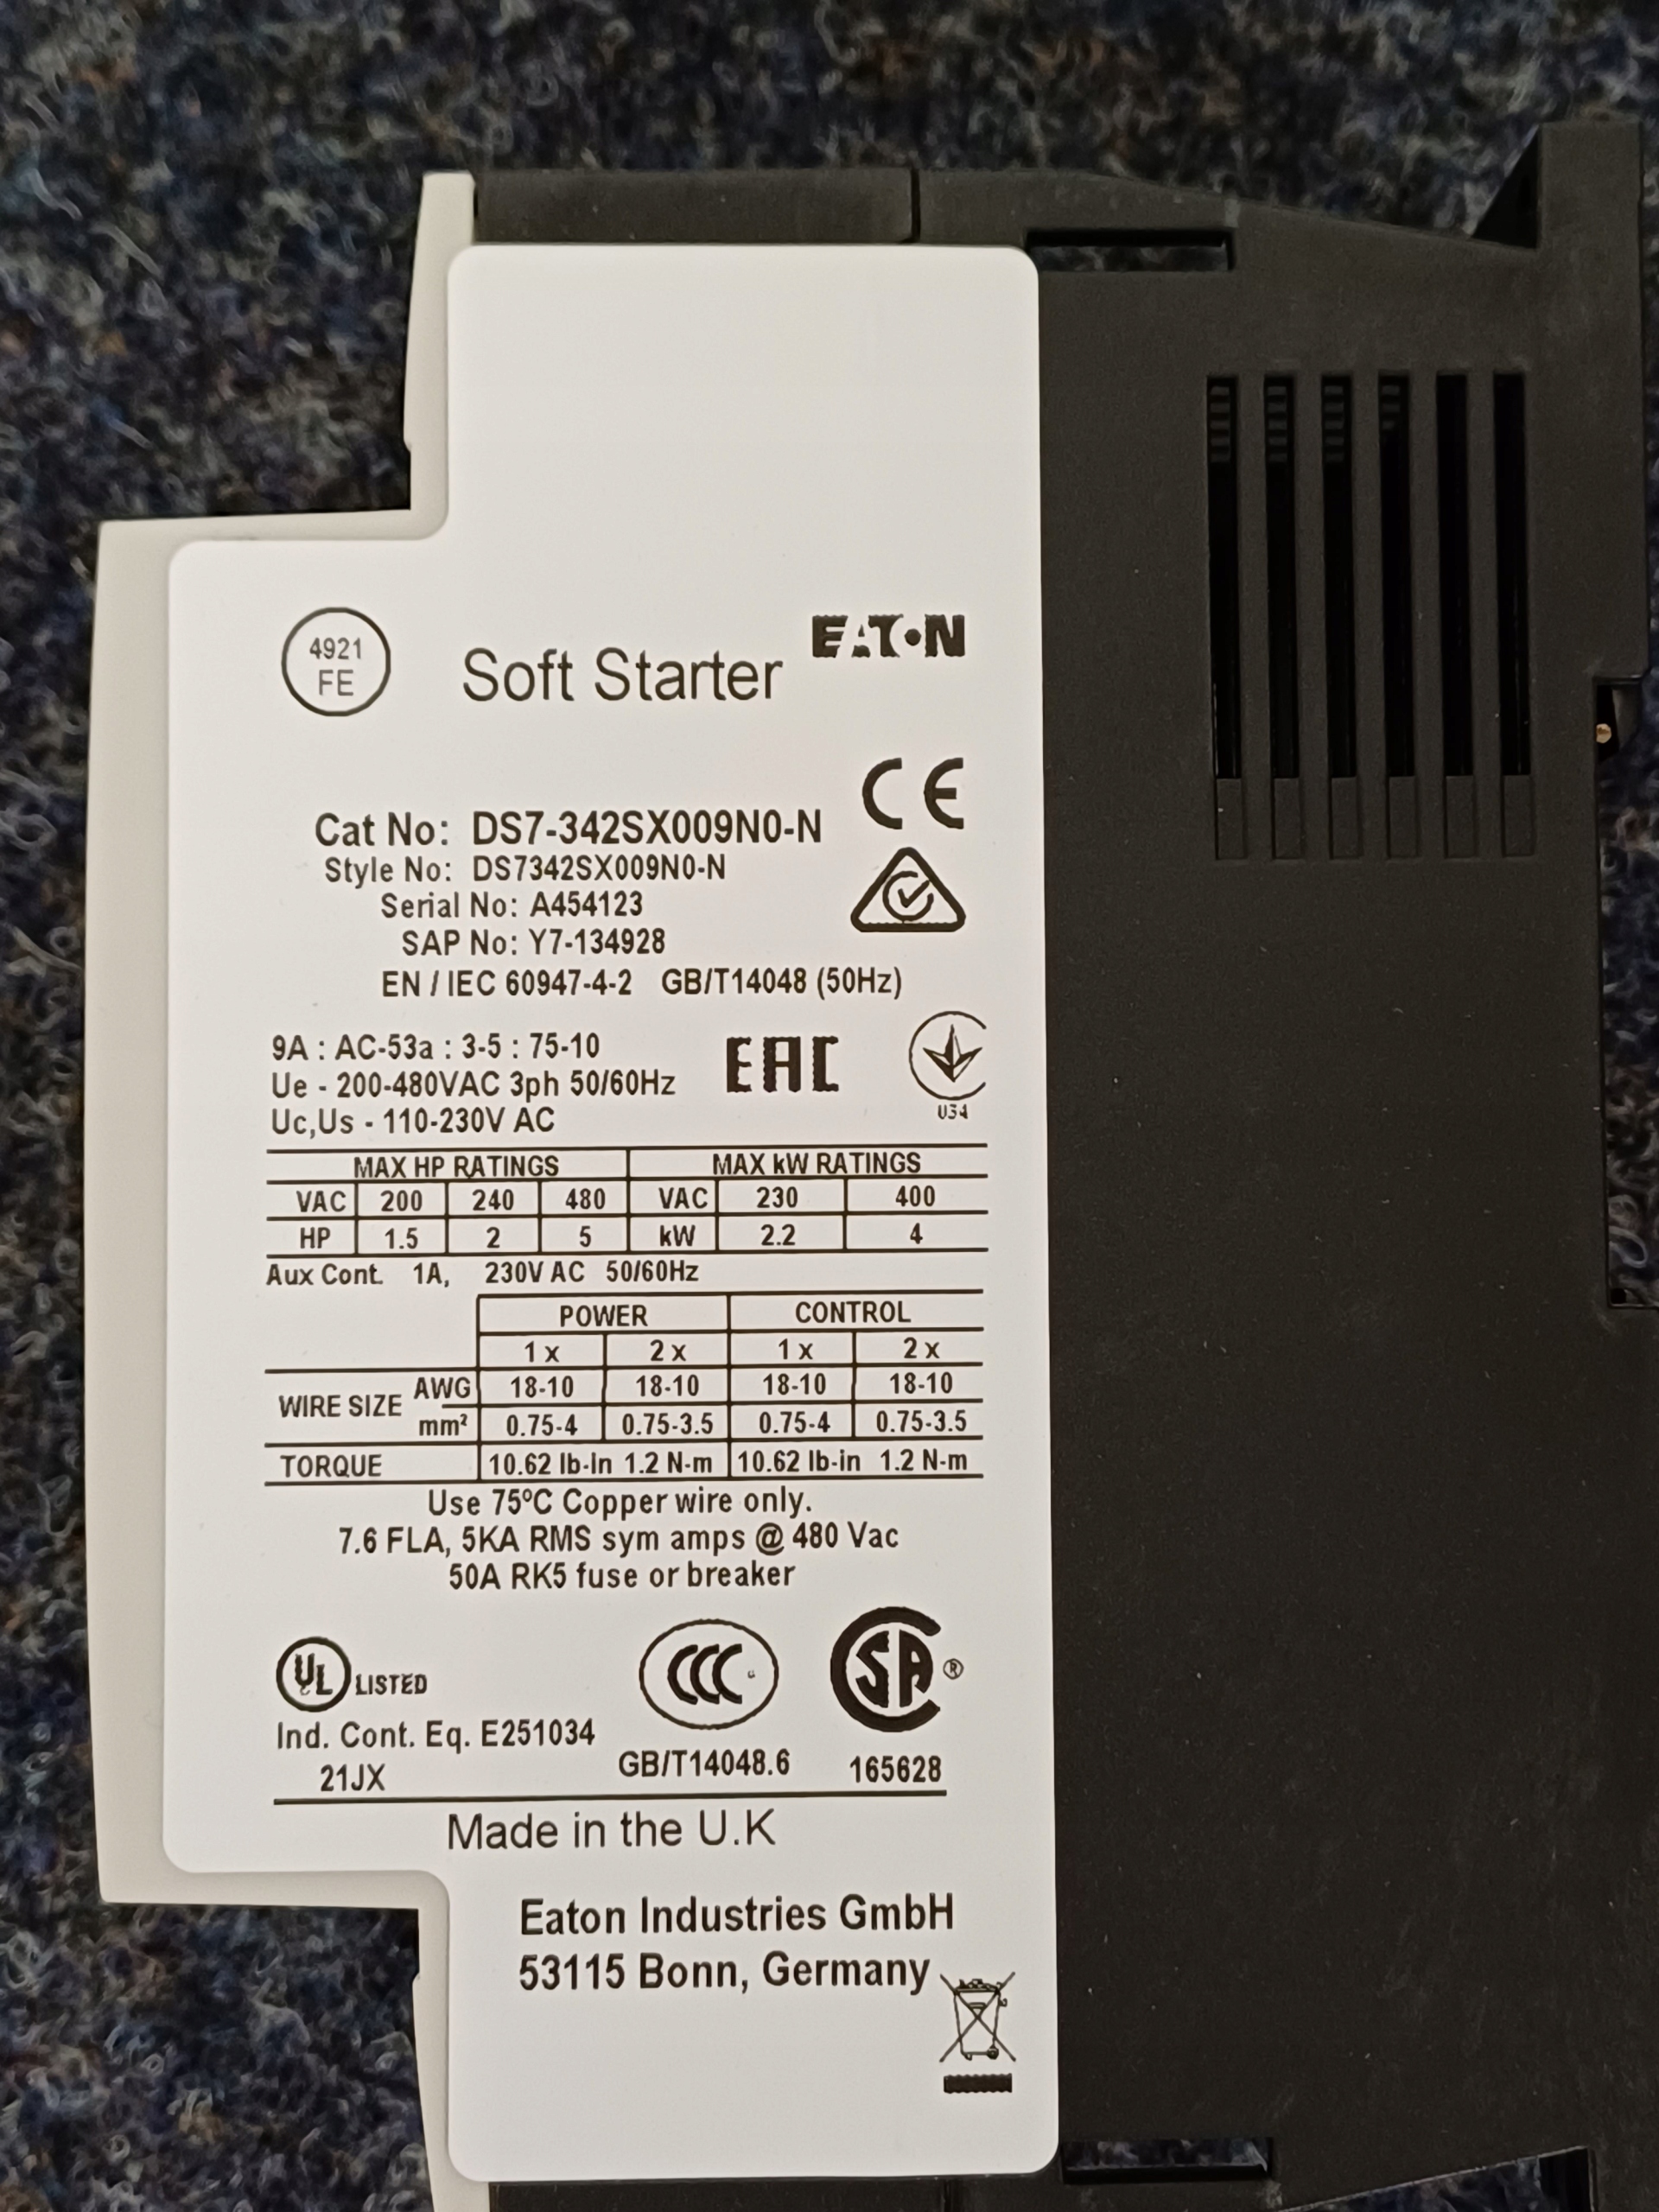 4921
FE
Soft Starter
EATON
CE
Cat No: DS7-342SX009N0-N
Style No: DS7342SX009N0-N
Serial No: A454123
SAP No: Y7-134928
EN / IEC 60947-4-2 GB/T14048 (50Hz)
9A : AC-53a : 3-5 : 75-10
Ue - 200-480VAC 3ph 50/60Hz
Uc,Us - 110-230V AC
EAC
034
MAX HP RATINGS MAX kW RATINGS
VAC 200 240 480 VAC 230 400
HP 1.5 2 5 kW 2.2 4
Aux Cont. 1A, 230V AC 50/60Hz
POWER CONTROL
1 x 2 x 1 x 2 x
WIRE SIZE AWG 18-10 18-10 18-10 18-10
mm² 0.75-4 0.75-3.5 0.75-4 0.75-3.5
TORQUE 10.62 lb-in 1.2 N-m 10.62 lb-in 1.2 N-m
Use 75ºC Copper wire only.
7.6 FLA, 5KA RMS sym amps @ 480 Vac
50A RK5 fuse or breaker
UL LISTED
CCC
SA ®
Ind. Cont. Eq. E251034
21JX
GB/T14048.6
165628
Made in the U.K
Eaton Industries GmbH
53115 Bonn, Germany